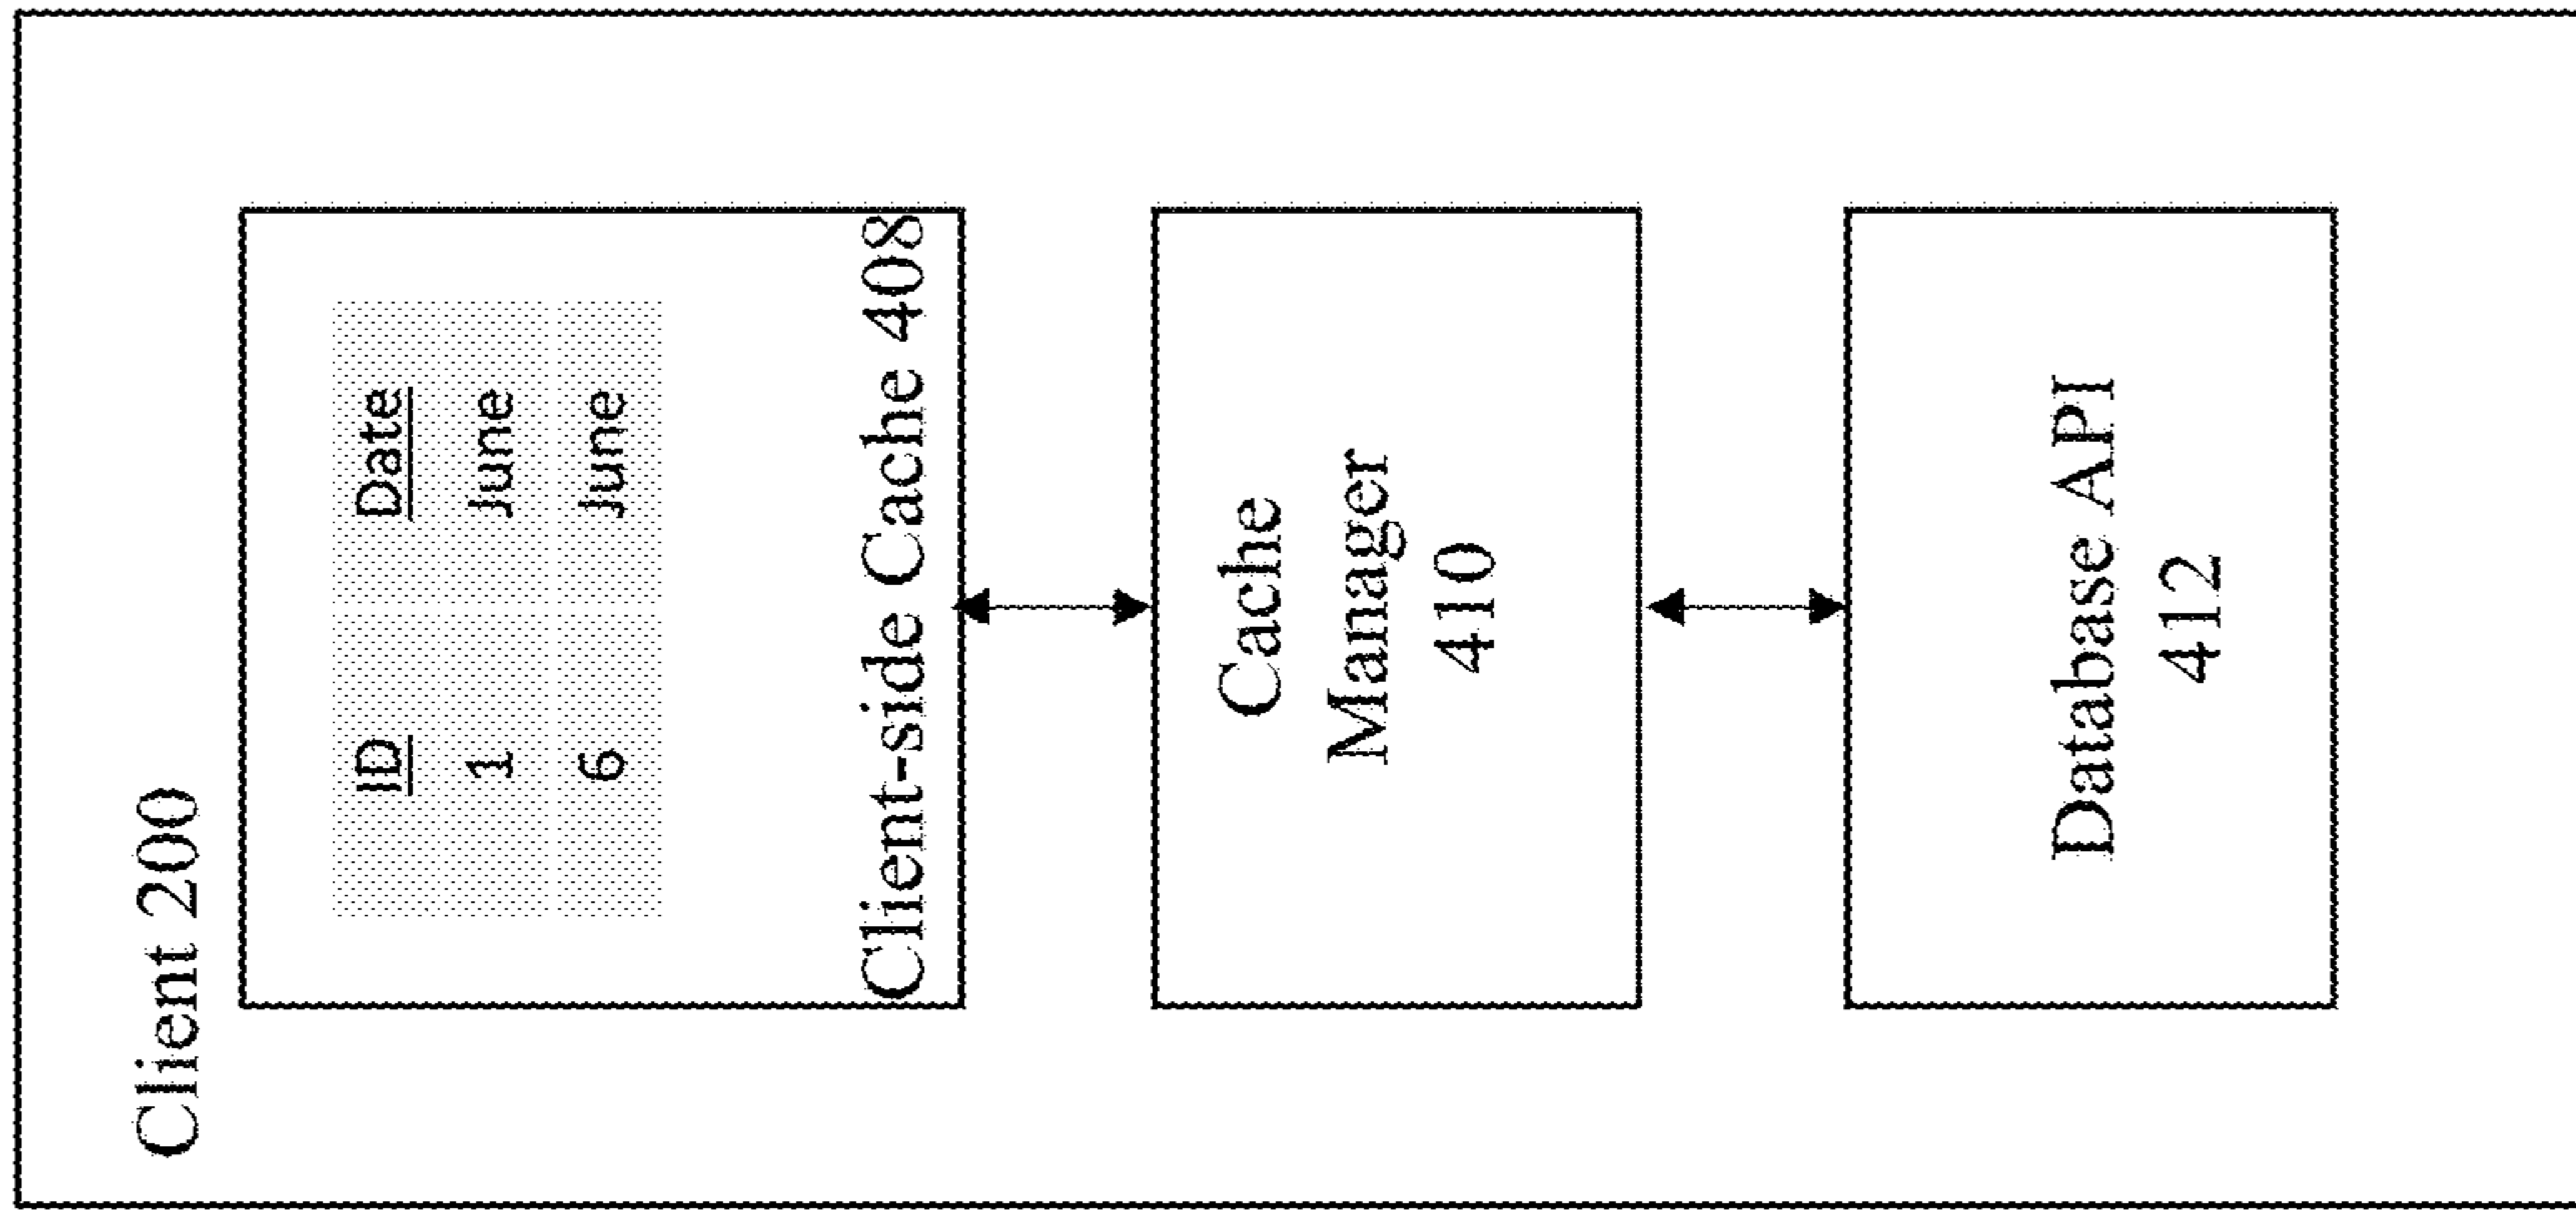 Client 200
ID Date
1 June
6 June
Client-side Cache 408
Cache
Manager
410
Database API
412